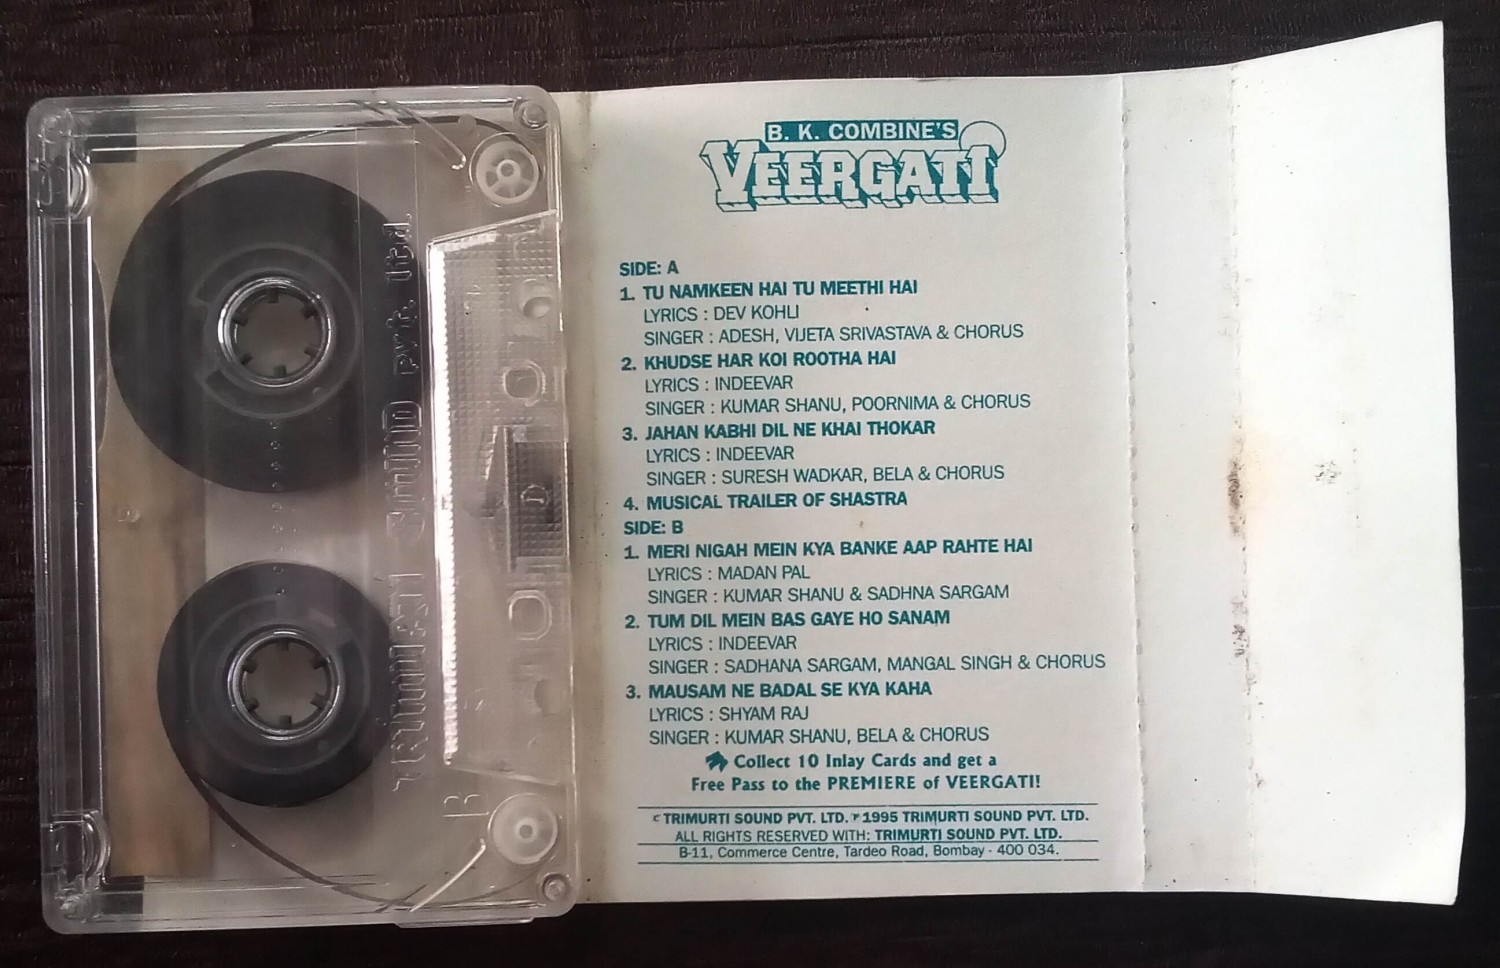 TRIMURTI SOUND pvt ltd
B
B. K. COMBINE'S
VEERGATI
SIDE: A
1. TU NAMKEEN HAI TU MEETHI HAI
LYRICS : DEV KOHLI
SINGER : ADESH, VIJETA SRIVASTAVA & CHORUS
2. KHUDSE HAR KOI ROOTHA HAI
LYRICS : INDEEVAR
SINGER : KUMAR SHANU, POORNIMA & CHORUS
3. JAHAN KABHI DIL NE KHAI THOKAR
LYRICS : INDEEVAR
SINGER : SURESH WADKAR, BELA & CHORUS
4. MUSICAL TRAILER OF SHASTRA
SIDE: B
1. MERI NIGAH MEIN KYA BANKE AAP RAHTE HAI
LYRICS : MADAN PAL
SINGER : KUMAR SHANU & SADHNA SARGAM
2. TUM DIL MEIN BAS GAYE HO SANAM
LYRICS : INDEEVAR
SINGER : SADHANA SARGAM, MANGAL SINGH & CHORUS
3. MAUSAM NE BADAL SE KYA KAHA
LYRICS : SHYAM RAJ
SINGER : KUMAR SHANU, BELA & CHORUS
Collect 10 Inlay Cards and get a
Free Pass to the PREMIERE of VEERGATI!
© TRIMURTI SOUND PVT. LTD. ℗ 1995 TRIMURTI SOUND PVT. LTD.
ALL RIGHTS RESERVED WITH: TRIMURTI SOUND PVT. LTD.
B-11, Commerce Centre, Tardeo Road, Bombay - 400 034.